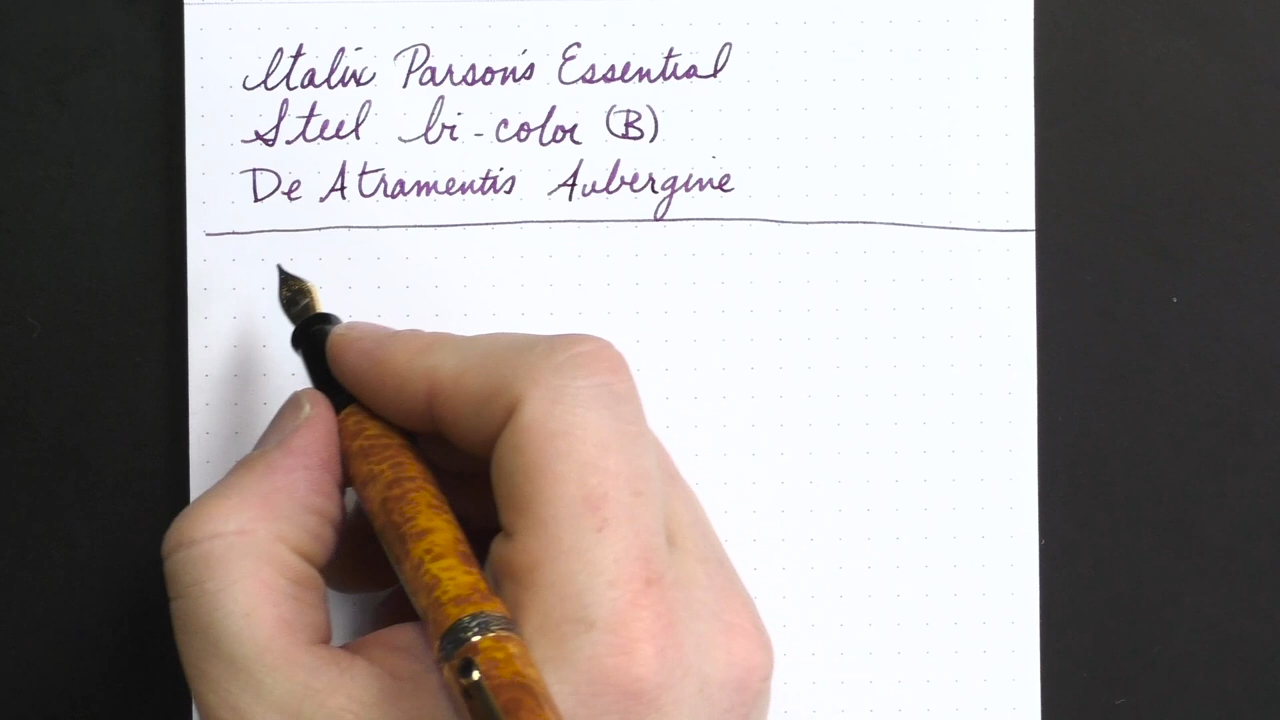 Italix Parson's Essential
Steel bi-color (B)
De Atramentis Aubergine